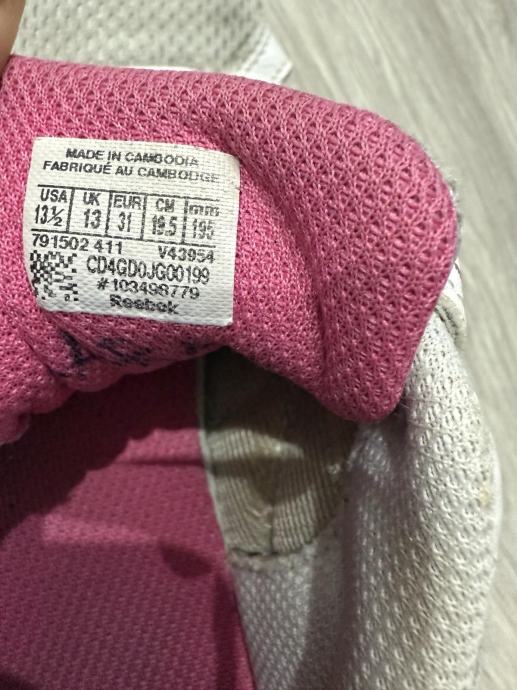 MADE IN CAMBODIA
FABRIQUÉ AU CAMBODGE
USA UK EUR CM mm
13½ 13 31 19.5 195
791502 411 V43954
CD4GD0JG00199
#103498779
Reebok